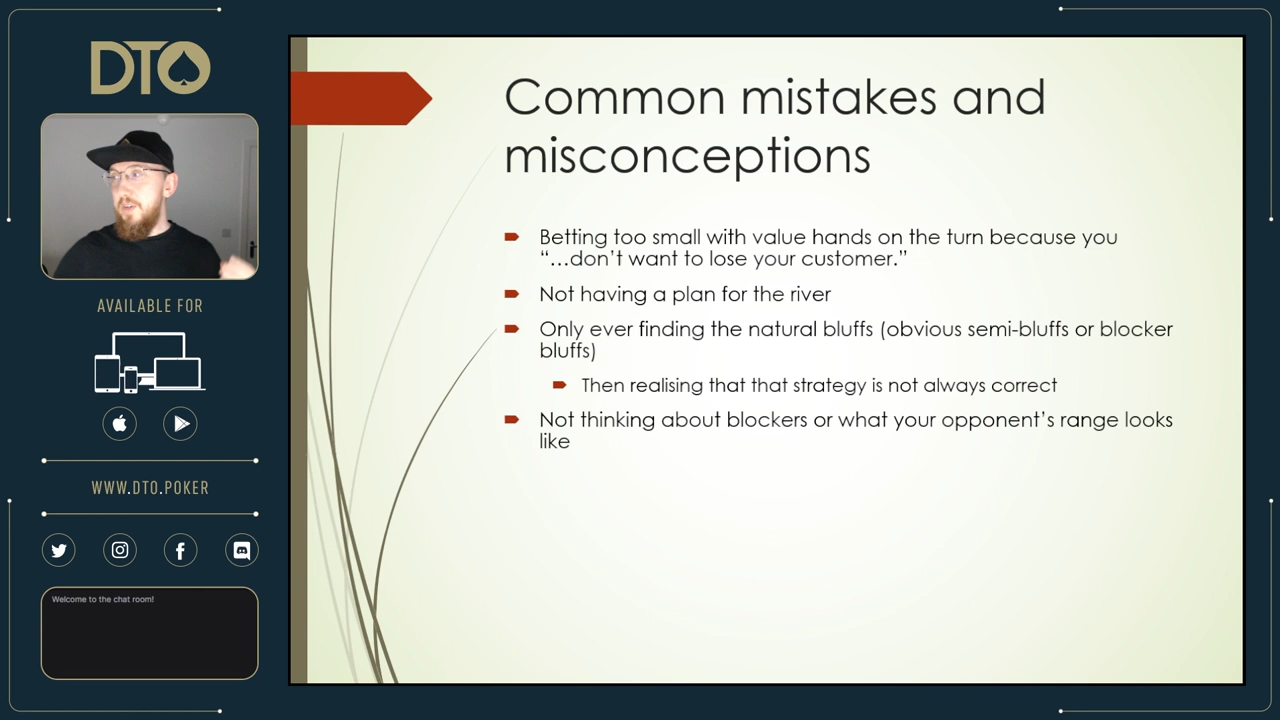 DTO
AVAILABLE FOR
WWW.DTO.POKER
Welcome to the chat room!
Common mistakes and
misconceptions
Betting too small with value hands on the turn because you
“…don’t want to lose your customer.”
Not having a plan for the river
Only ever finding the natural bluffs (obvious semi-bluffs or blocker
bluffs)
Then realising that that strategy is not always correct
Not thinking about blockers or what your opponent’s range looks
like